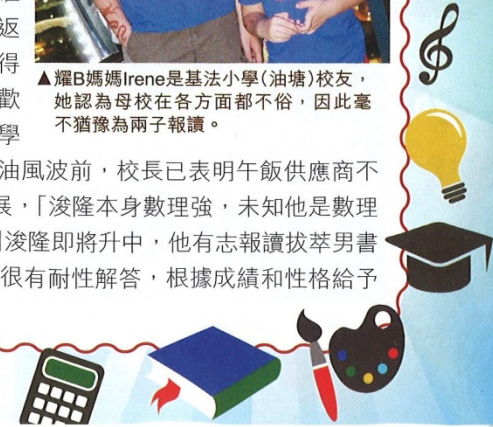 返
得
歡
學
▲耀B媽媽Irene是基法小學(油塘)校友，
她認為母校在各方面都不俗，因此毫
不猶豫為兩子報讀。
油風波前，校長已表明午飯供應商不
展，「浚隆本身數理強，未知他是數理
浚隆即將升中，他有志報讀拔萃男書
很有耐性解答，根據成績和性格給予